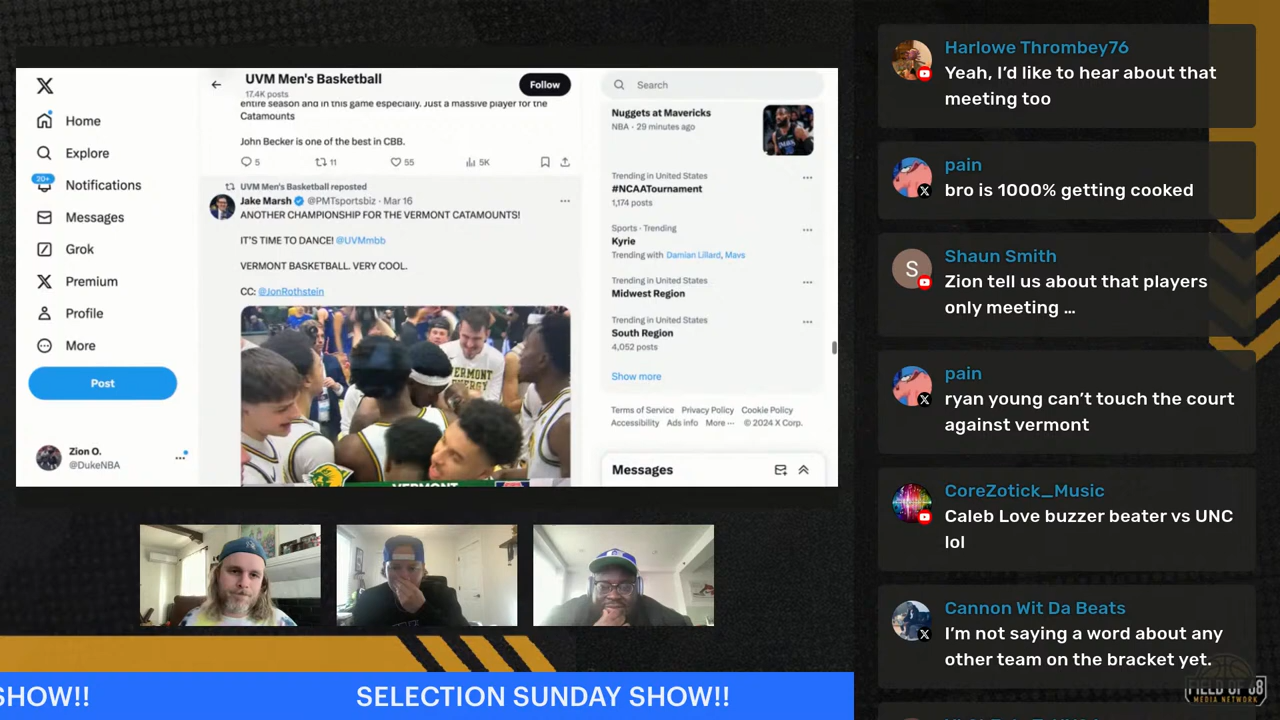 UVM Men's Basketball
17.4K posts
Follow
Home
Explore
20+
Notifications
Messages
Grok
Premium
Profile
More
Post
Zion O.
@DukeNBA
entire season and in this game especially. Just a massive player for the
Catamounts
John Becker is one of the best in CBB.
5 11 55 5K
UVM Men's Basketball reposted
Jake Marsh @PMTsportsbiz · Mar 16
ANOTHER CHAMPIONSHIP FOR THE VERMONT CATAMOUNTS!
IT'S TIME TO DANCE! @UVMmbb
VERMONT BASKETBALL. VERY COOL.
CC: @JonRothstein
VERMONT
VERMONT
Search
Nuggets at Mavericks
NBA · 29 minutes ago
Trending in United States
#NCAATournament
1,174 posts
Sports · Trending
Kyrie
Trending with Damian Lillard, Mavs
Trending in United States
Midwest Region
Trending in United States
South Region
4,052 posts
Show more
Terms of Service Privacy Policy Cookie Policy
Accessibility Ads info More ··· © 2024 X Corp.
Messages
Harlowe Thrombey76
Yeah, I'd like to hear about that
meeting too
pain
bro is 1000% getting cooked
S
Shaun Smith
Zion tell us about that players
only meeting ...
pain
ryan young can't touch the court
against vermont
CoreZotick_Music
Caleb Love buzzer beater vs UNC
lol
Cannon Wit Da Beats
I'm not saying a word about any
other team on the bracket yet.
SHOW!!
SELECTION SUNDAY SHOW!!
FIELD OF 68
MEDIA NETWORK